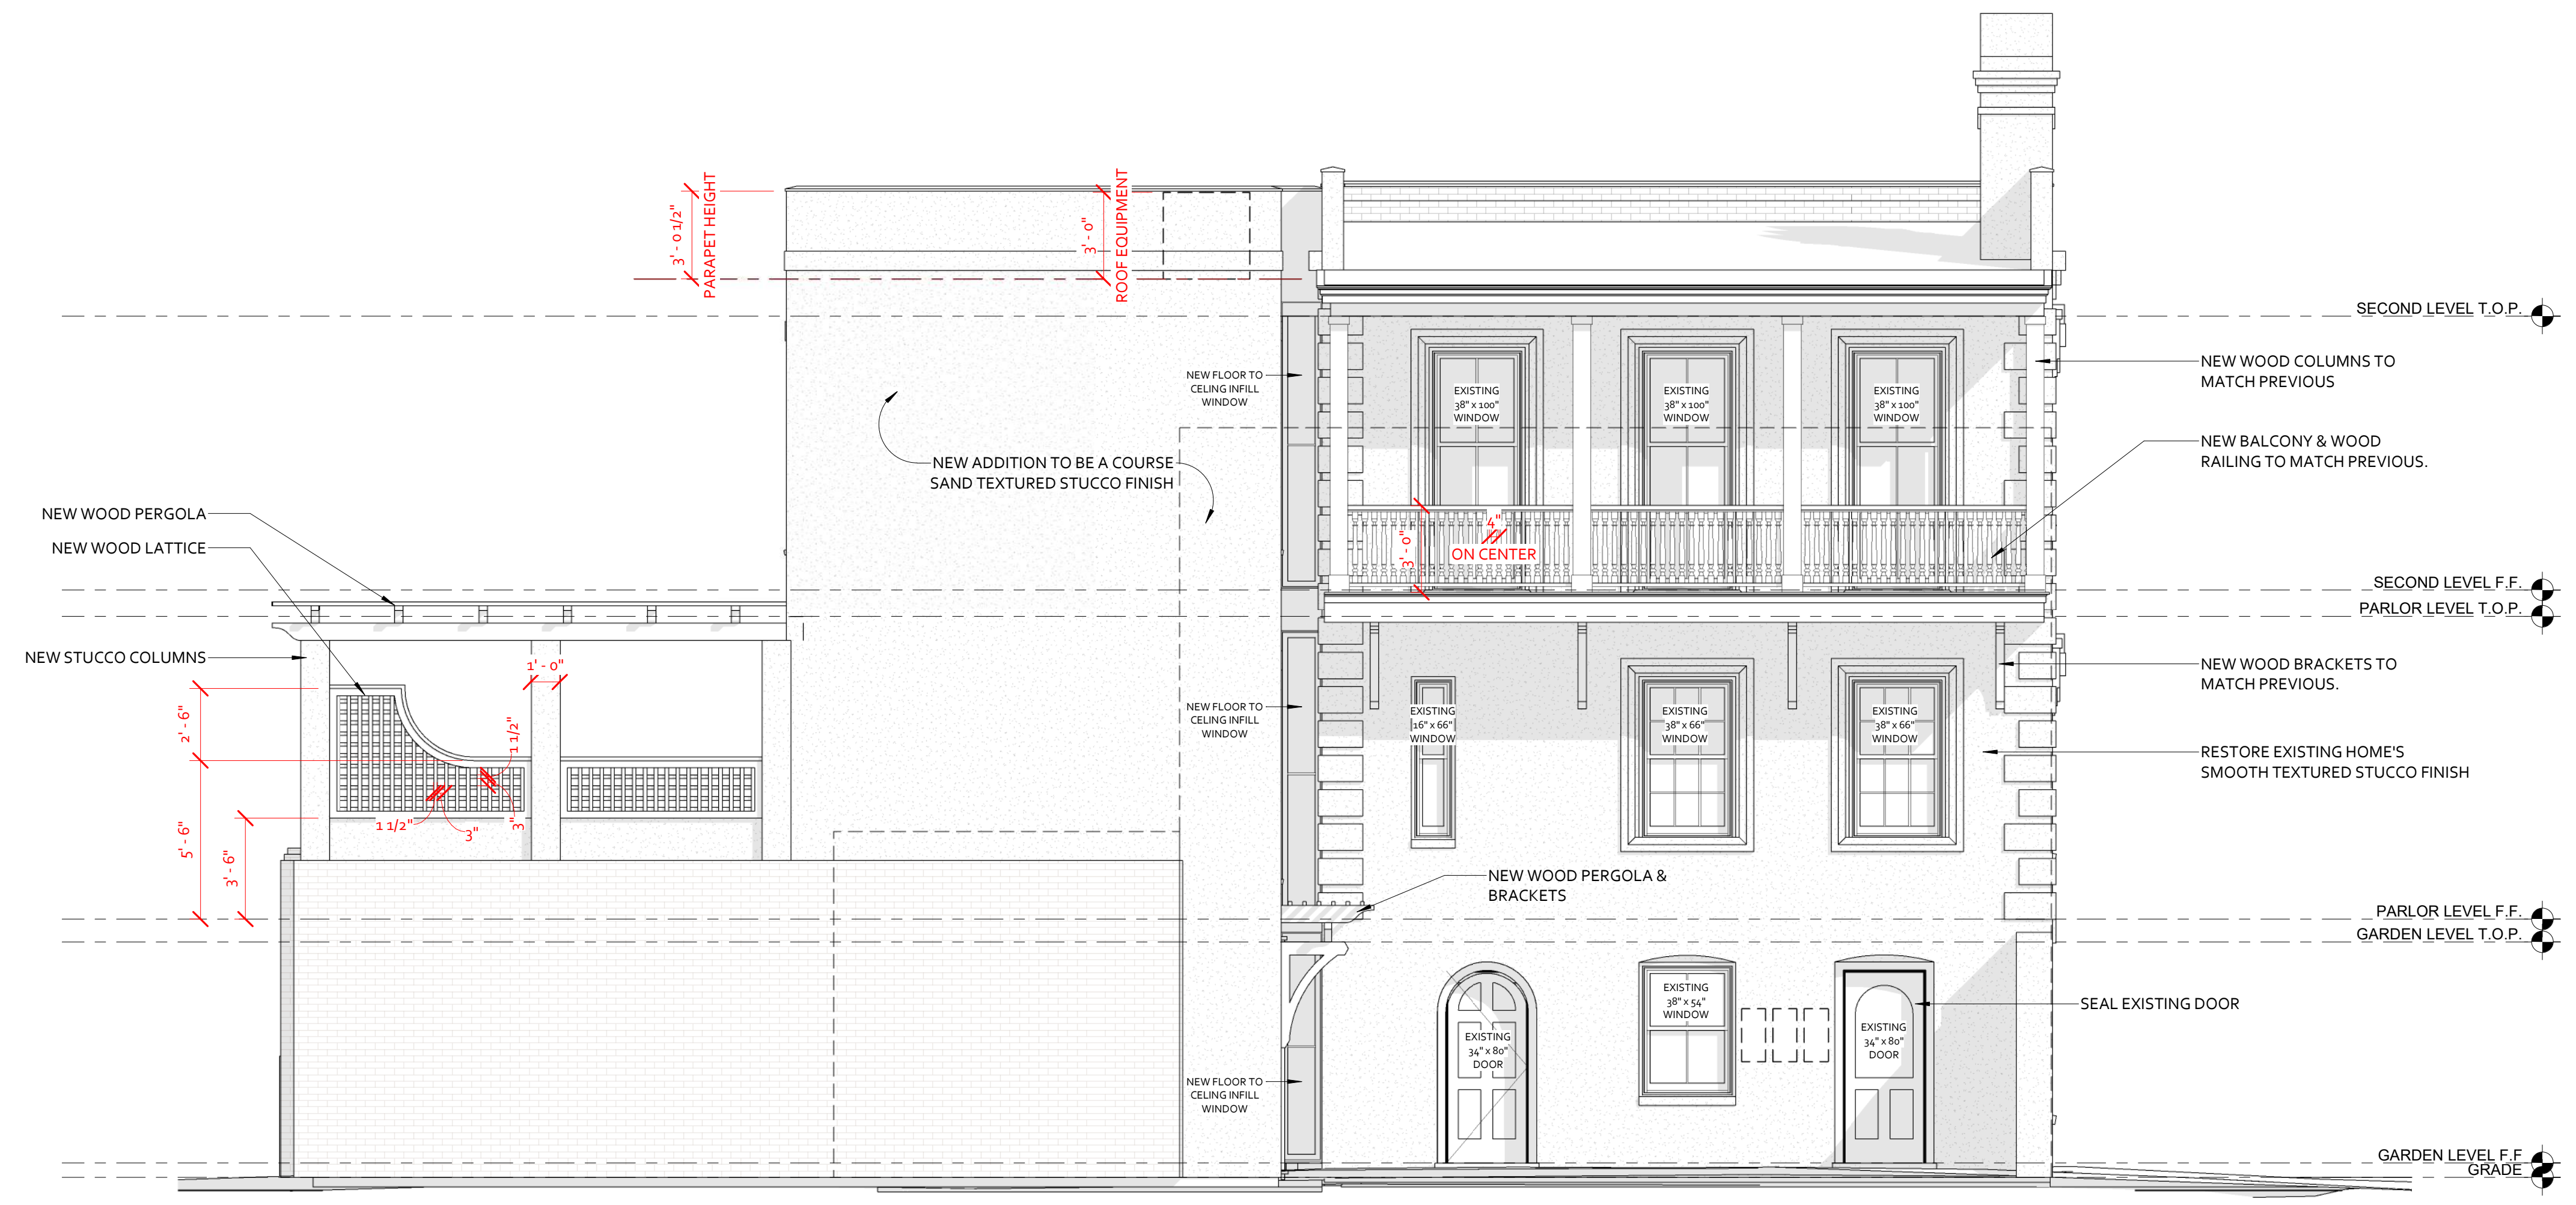 3' - 0 1/2"
PARAPET HEIGHT
3' - 0"
ROOF EQUIPMENT
SECOND LEVEL T.O.P.
NEW WOOD COLUMNS TO
MATCH PREVIOUS
NEW FLOOR TO
CELING INFILL
WINDOW
EXISTING
38" x 100"
WINDOW
EXISTING
38" x 100"
WINDOW
EXISTING
38" x 100"
WINDOW
NEW BALCONY & WOOD
RAILING TO MATCH PREVIOUS.
NEW ADDITION TO BE A COURSE
SAND TEXTURED STUCCO FINISH
NEW WOOD PERGOLA
NEW WOOD LATTICE
3' - 0"
4"
ON CENTER
SECOND LEVEL F.F.
PARLOR LEVEL T.O.P.
NEW STUCCO COLUMNS
1' - 0"
NEW WOOD BRACKETS TO
MATCH PREVIOUS.
2' - 6"
1 1/2"
NEW FLOOR TO
CELING INFILL
WINDOW
EXISTING
16" x 66"
WINDOW
EXISTING
38" x 66"
WINDOW
EXISTING
38" x 66"
WINDOW
RESTORE EXISTING HOME'S
SMOOTH TEXTURED STUCCO FINISH
5' - 6"
3' - 6"
1 1/2"
3"
3"
NEW WOOD PERGOLA &
BRACKETS
PARLOR LEVEL F.F.
GARDEN LEVEL T.O.P.
EXISTING
38" x 54"
WINDOW
SEAL EXISTING DOOR
EXISTING
34" x 80"
DOOR
EXISTING
34" x 80"
DOOR
NEW FLOOR TO
CELING INFILL
WINDOW
GARDEN LEVEL F.F
GRADE